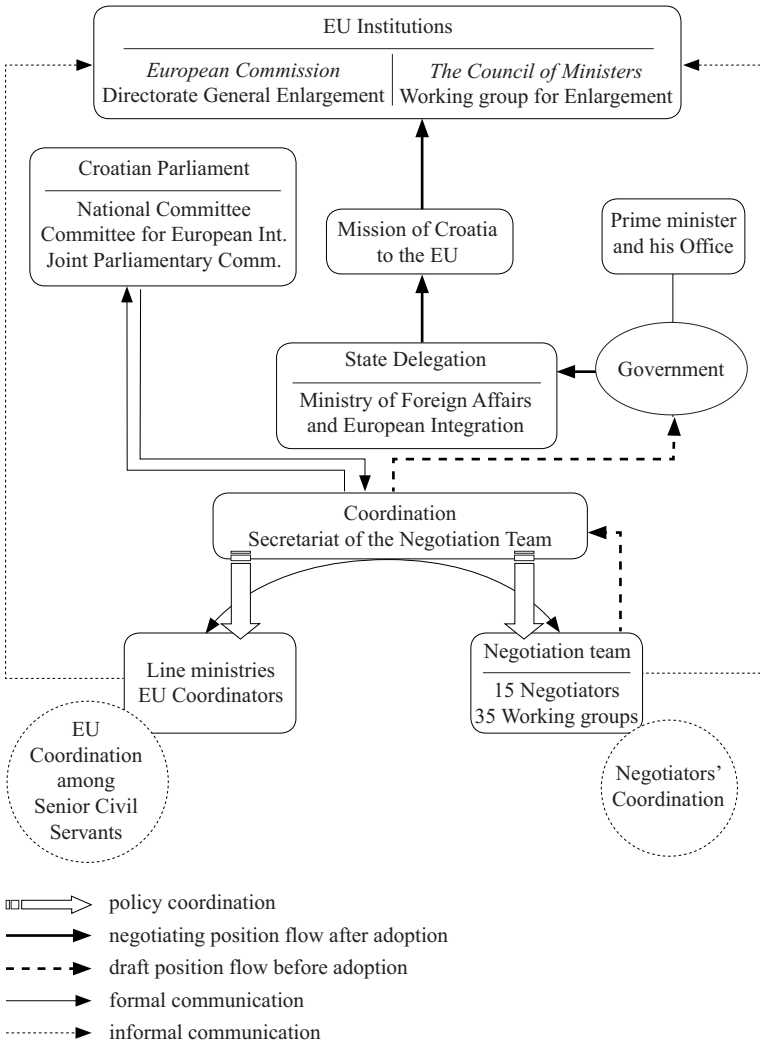 EU Institutions
European Commission
Directorate General Enlargement
The Council of Ministers
Working group for Enlargement
Croatian Parliament
National Committee
Committee for European Int.
Joint Parliamentary Comm.
Mission of Croatia
to the EU
Prime minister
and his Office
State Delegation
Ministry of Foreign Affairs
and European Integration
Government
Coordination
Secretariat of the Negotiation Team
Line ministries
EU Coordinators
Negotiation team
15 Negotiators
35 Working groups
EU
Coordination
among
Senior Civil
Servants
Negotiators’
Coordination
policy coordination
negotiating position flow after adoption
draft position flow before adoption
formal communication
informal communication